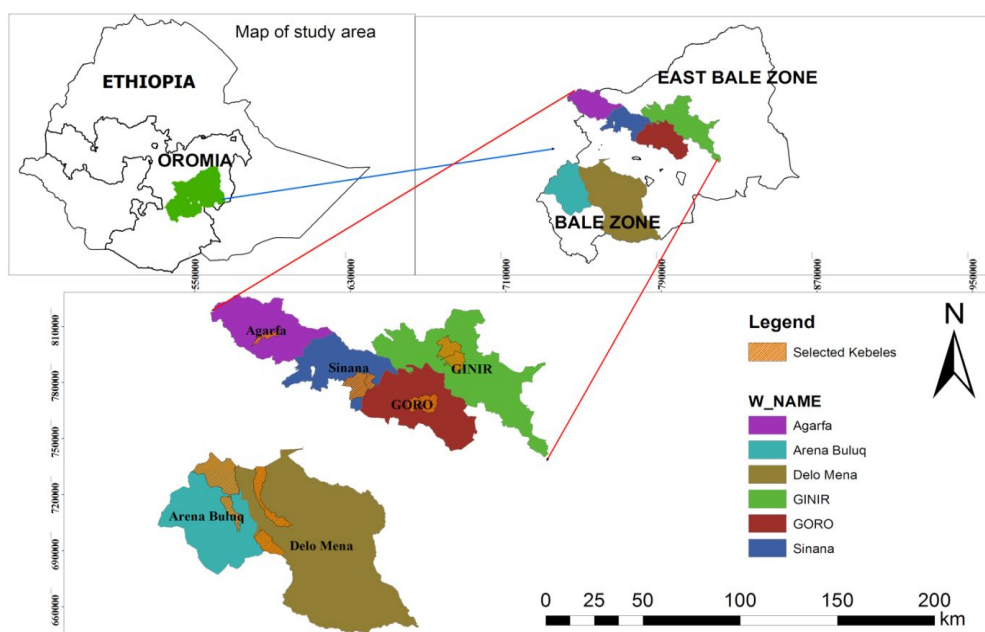 Map of study area
ETHIOPIA
OROMIA
EAST BALE ZONE
BALE ZONE
550000
630000
710000
790000
870000
950000
810000
780000
750000
720000
690000
660000
Agarfa
Sinana
GINIR
GORO
Arena Buluq
Delo Mena
Legend
Selected Kebeles
W_NAME
Agarfa
Arena Buluq
Delo Mena
GINIR
GORO
Sinana
N
0 25 50 100 150 200
km